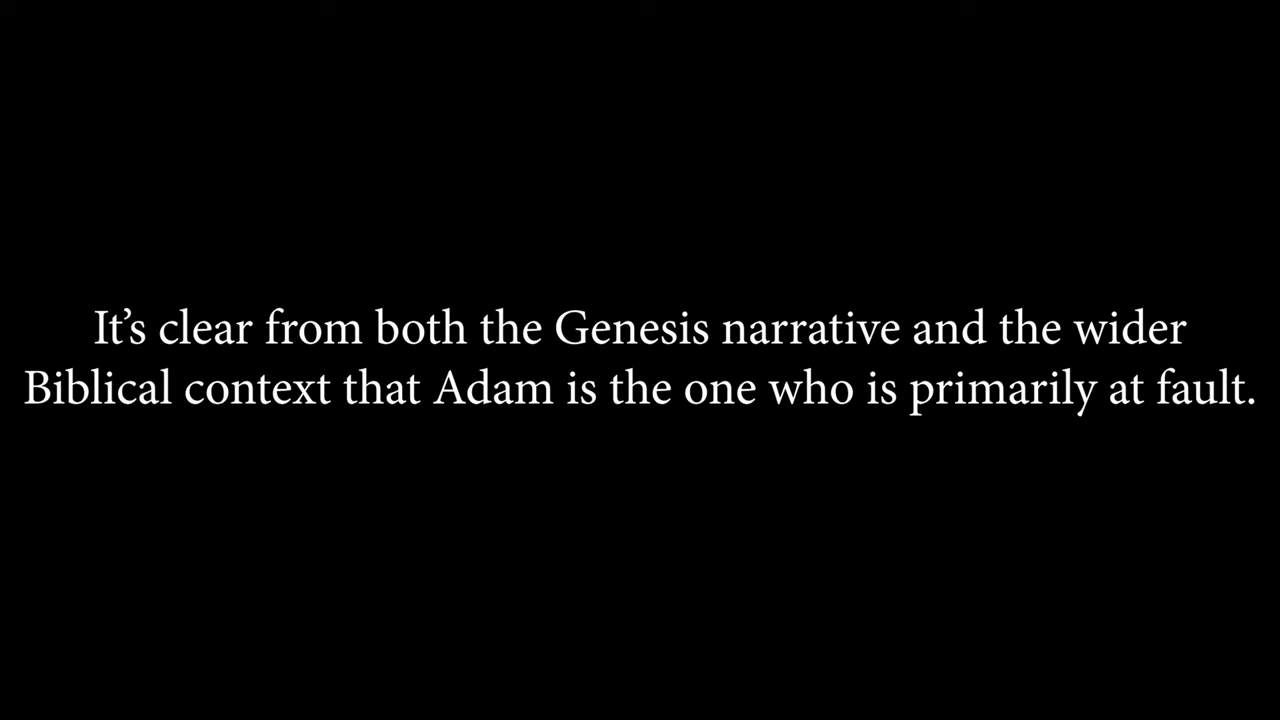 It’s clear from both the Genesis narrative and the wider
Biblical context that Adam is the one who is primarily at fault.